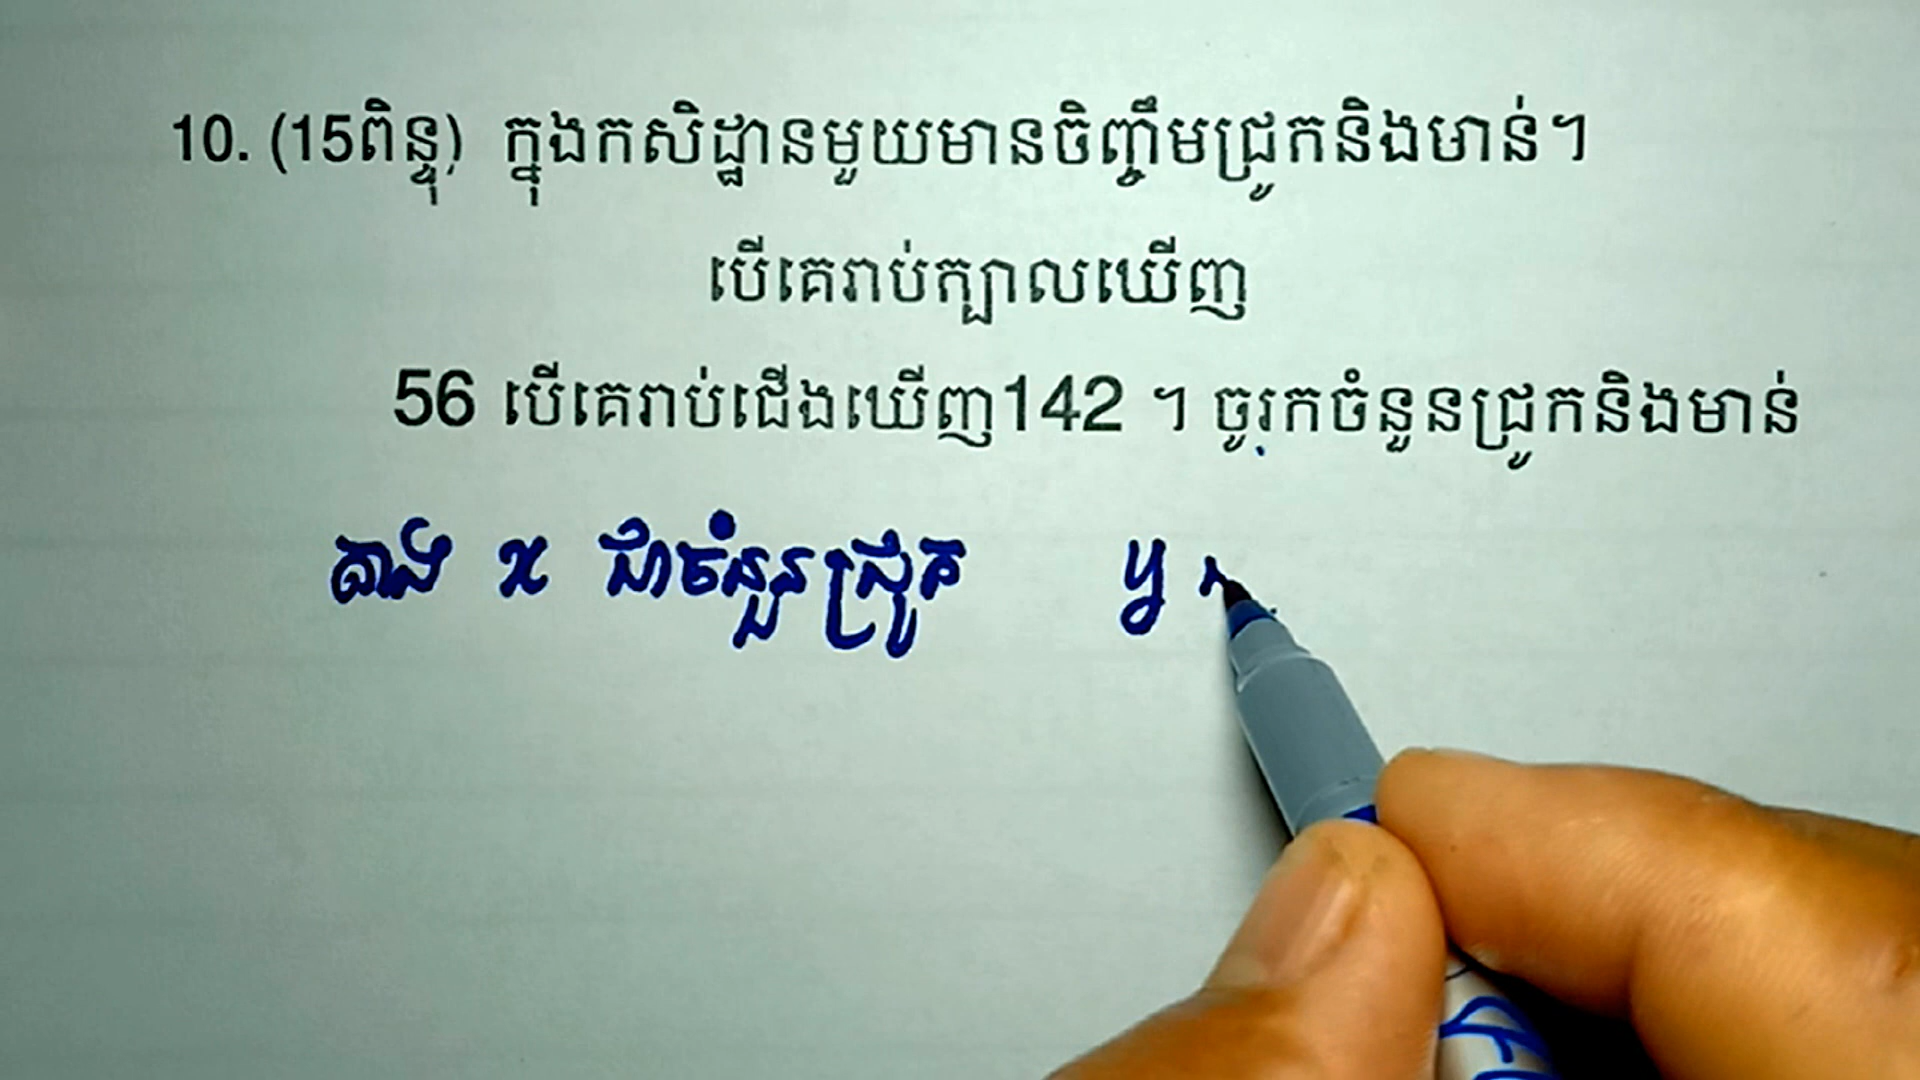 10. (15ពិន្ទុ) ក្នុងកសិដ្ឋានមួយមានចិញ្ចឹមជ្រូកនិងមាន់។
បើគេរាប់ក្បាលឃើញ
56 បើគេរាប់ជើងឃើញ142 ។ ចូរុកចំនួនជ្រូកនិងមាន់
តាង x ជាចំនួនជ្រូក y